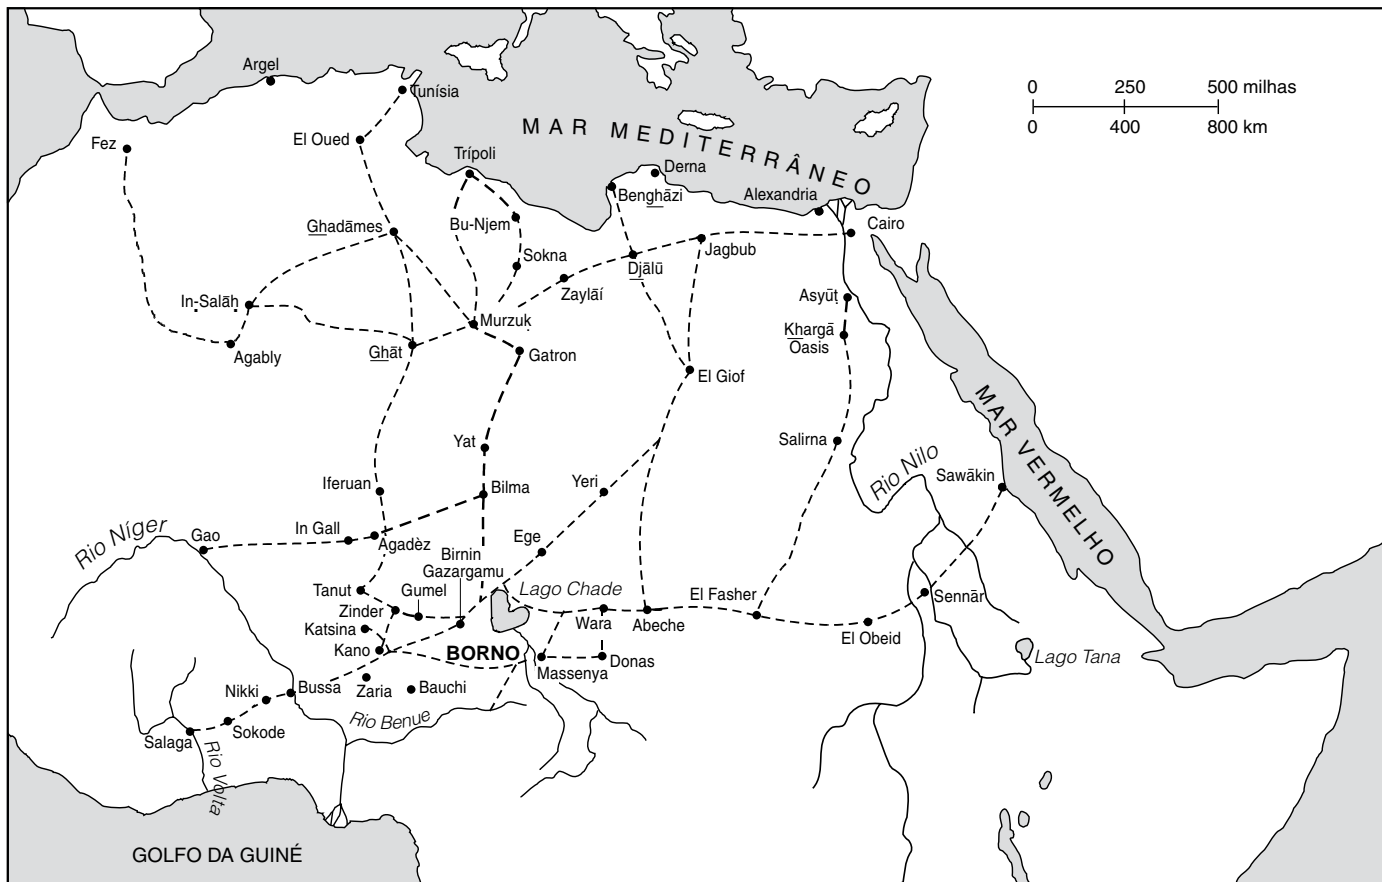 Argel
Tunísia
0 250 500 milhas
0 400 800 km
MAR MEDITERRÂNEO
Fez
El Oued
Trípoli
Derna
Benghāzi
Alexandria
Cairo
Ghadāmes
Bu-Njem
Jagbub
Sokna
Djālū
Zaylāí
Asyūṭ
In-Salāḥ
Murzuk
Khargā
Oasis
Agably
Ghāt
Gatron
El Giof
MAR VERMELHO
Yat
Salirna
Rio Nilo
Iferuan
Bilma
Yeri
Sawākin
Rio Níger
Gao
In Gall
Agadèz
Ege
Birnin
Gazargamu
Tanut
Gumel
Lago Chade
El Fasher
Sennār
Zinder
Katsina
Wara
Abeche
El Obeid
Kano
BORNO
Massenya
Donas
Lago Tana
Nikki
Bussa
Zaria
Bauchi
Rio Benue
Salaga
Sokode
Rio Volta
GOLFO DA GUINÉ